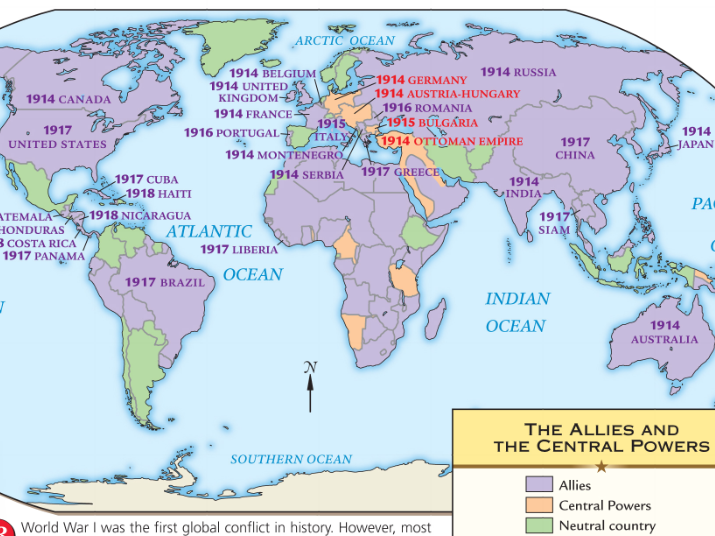 ARCTIC OCEAN
1914 BELGIUM
1914 UNITED
KINGDOM
1914 FRANCE
1916 PORTUGAL
1915
ITALY
1914 MONTENEGRO
1914 SERBIA
1914 GERMANY
1914 AUSTRIA-HUNGARY
1916 ROMANIA
1915 BULGARIA
1914 OTTOMAN EMPIRE
1917 GREECE
1914 RUSSIA
1914 CANADA
1917
UNITED STATES
1917
CHINA
1914
JAPAN
1914
INDIA
1917
SIAM
1917 CUBA
1918 HAITI
1918 NICARAGUA
ATEMALA
HONDURAS
COSTA RICA
1917 PANAMA
ATLANTIC
OCEAN
1917 LIBERIA
1917 BRAZIL
INDIAN
OCEAN
PA
1914
AUSTRALIA
N
SOUTHERN OCEAN
THE ALLIES AND
THE CENTRAL POWERS
Allies
Central Powers
Neutral country
World War I was the first global conflict in history. However, most